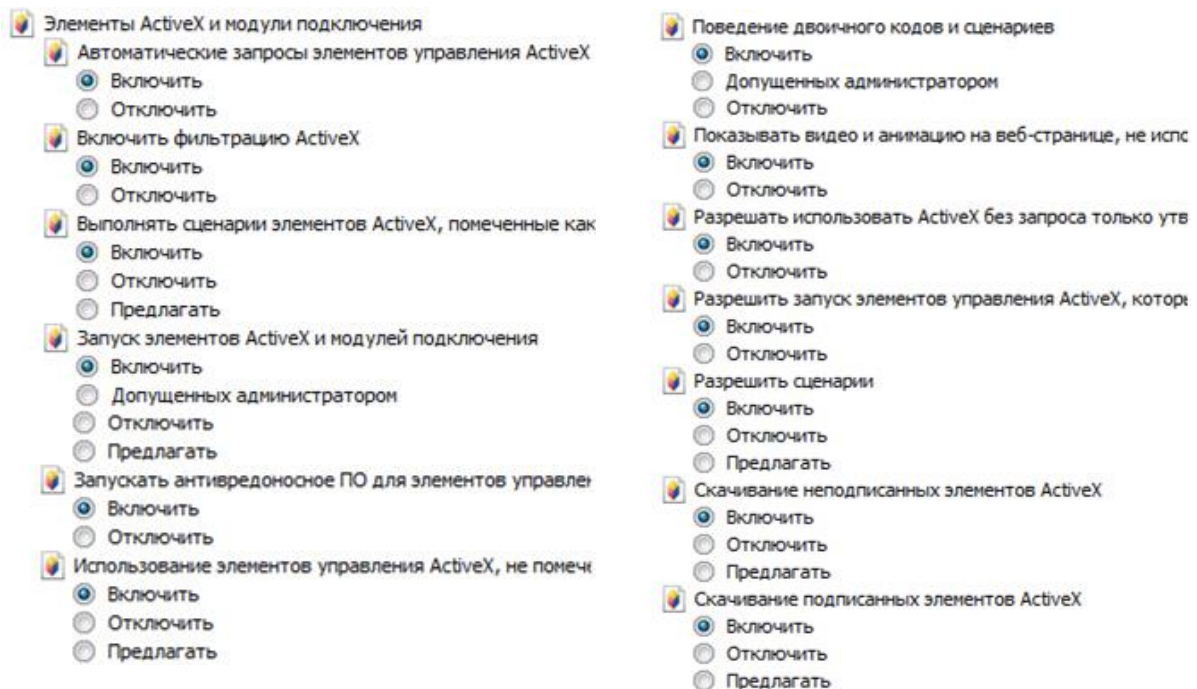 Элементы ActiveX и модули подключения
Автоматические запросы элементов управления ActiveX
Включить
Отключить
Включить фильтрацию ActiveX
Включить
Отключить
Выполнять сценарии элементов ActiveX, помеченные как
Включить
Отключить
Предлагать
Запуск элементов ActiveX и модулей подключения
Включить
Допущенных администратором
Отключить
Предлагать
Запускать антивредоносное ПО для элементов управлен
Включить
Отключить
Использование элементов управления ActiveX, не помече
Включить
Отключить
Предлагать
Поведение двоичного кодов и сценариев
Включить
Допущенных администратором
Отключить
Показывать видео и анимацию на веб-странице, не испо
Включить
Отключить
Разрешать использовать ActiveX без запроса только утв
Включить
Отключить
Разрешить запуск элементов управления ActiveX, которы
Включить
Отключить
Разрешить сценарии
Включить
Отключить
Предлагать
Скачивание неподписанных элементов ActiveX
Включить
Отключить
Предлагать
Скачивание подписанных элементов ActiveX
Включить
Отключить
Предлагать